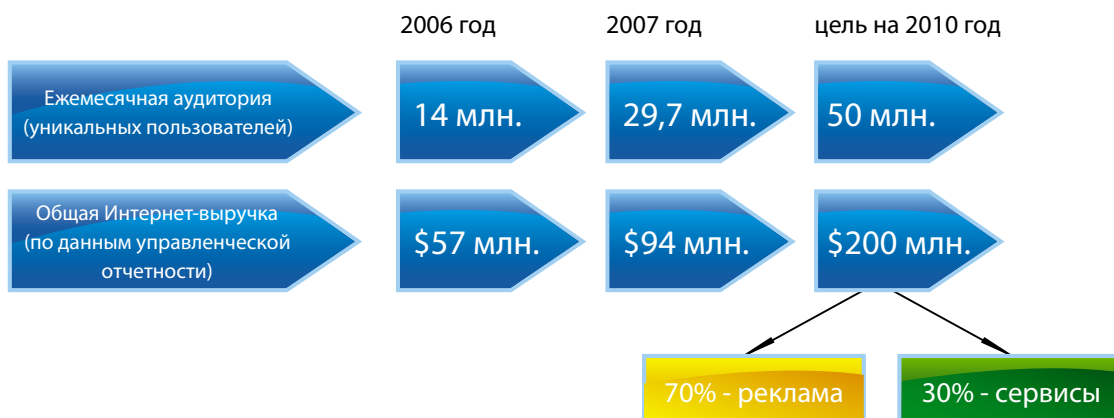 2006 год
2007 год
цель на 2010 год
Ежемесячная аудитория
(уникальных пользователей)
14 млн.
29,7 млн.
50 млн.
Общая Интернет-выручка
(по данным управленческой
отчетности)
$57 млн.
$94 млн.
$200 млн.
70% - реклама
30% - сервисы